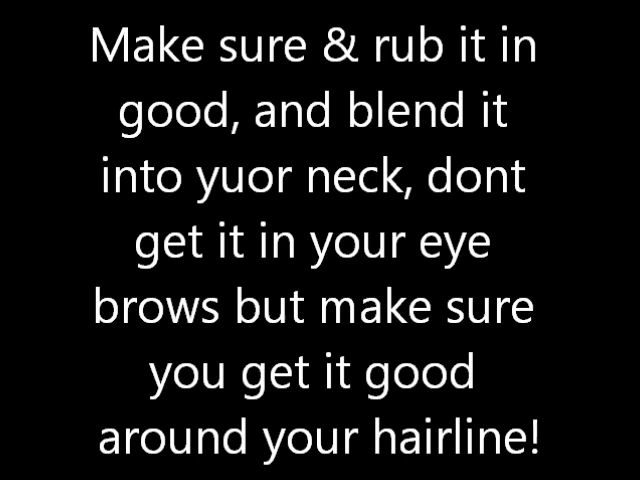 Make sure & rub it in
good, and blend it
into yuor neck, dont
get it in your eye
brows but make sure
you get it good
around your hairline!